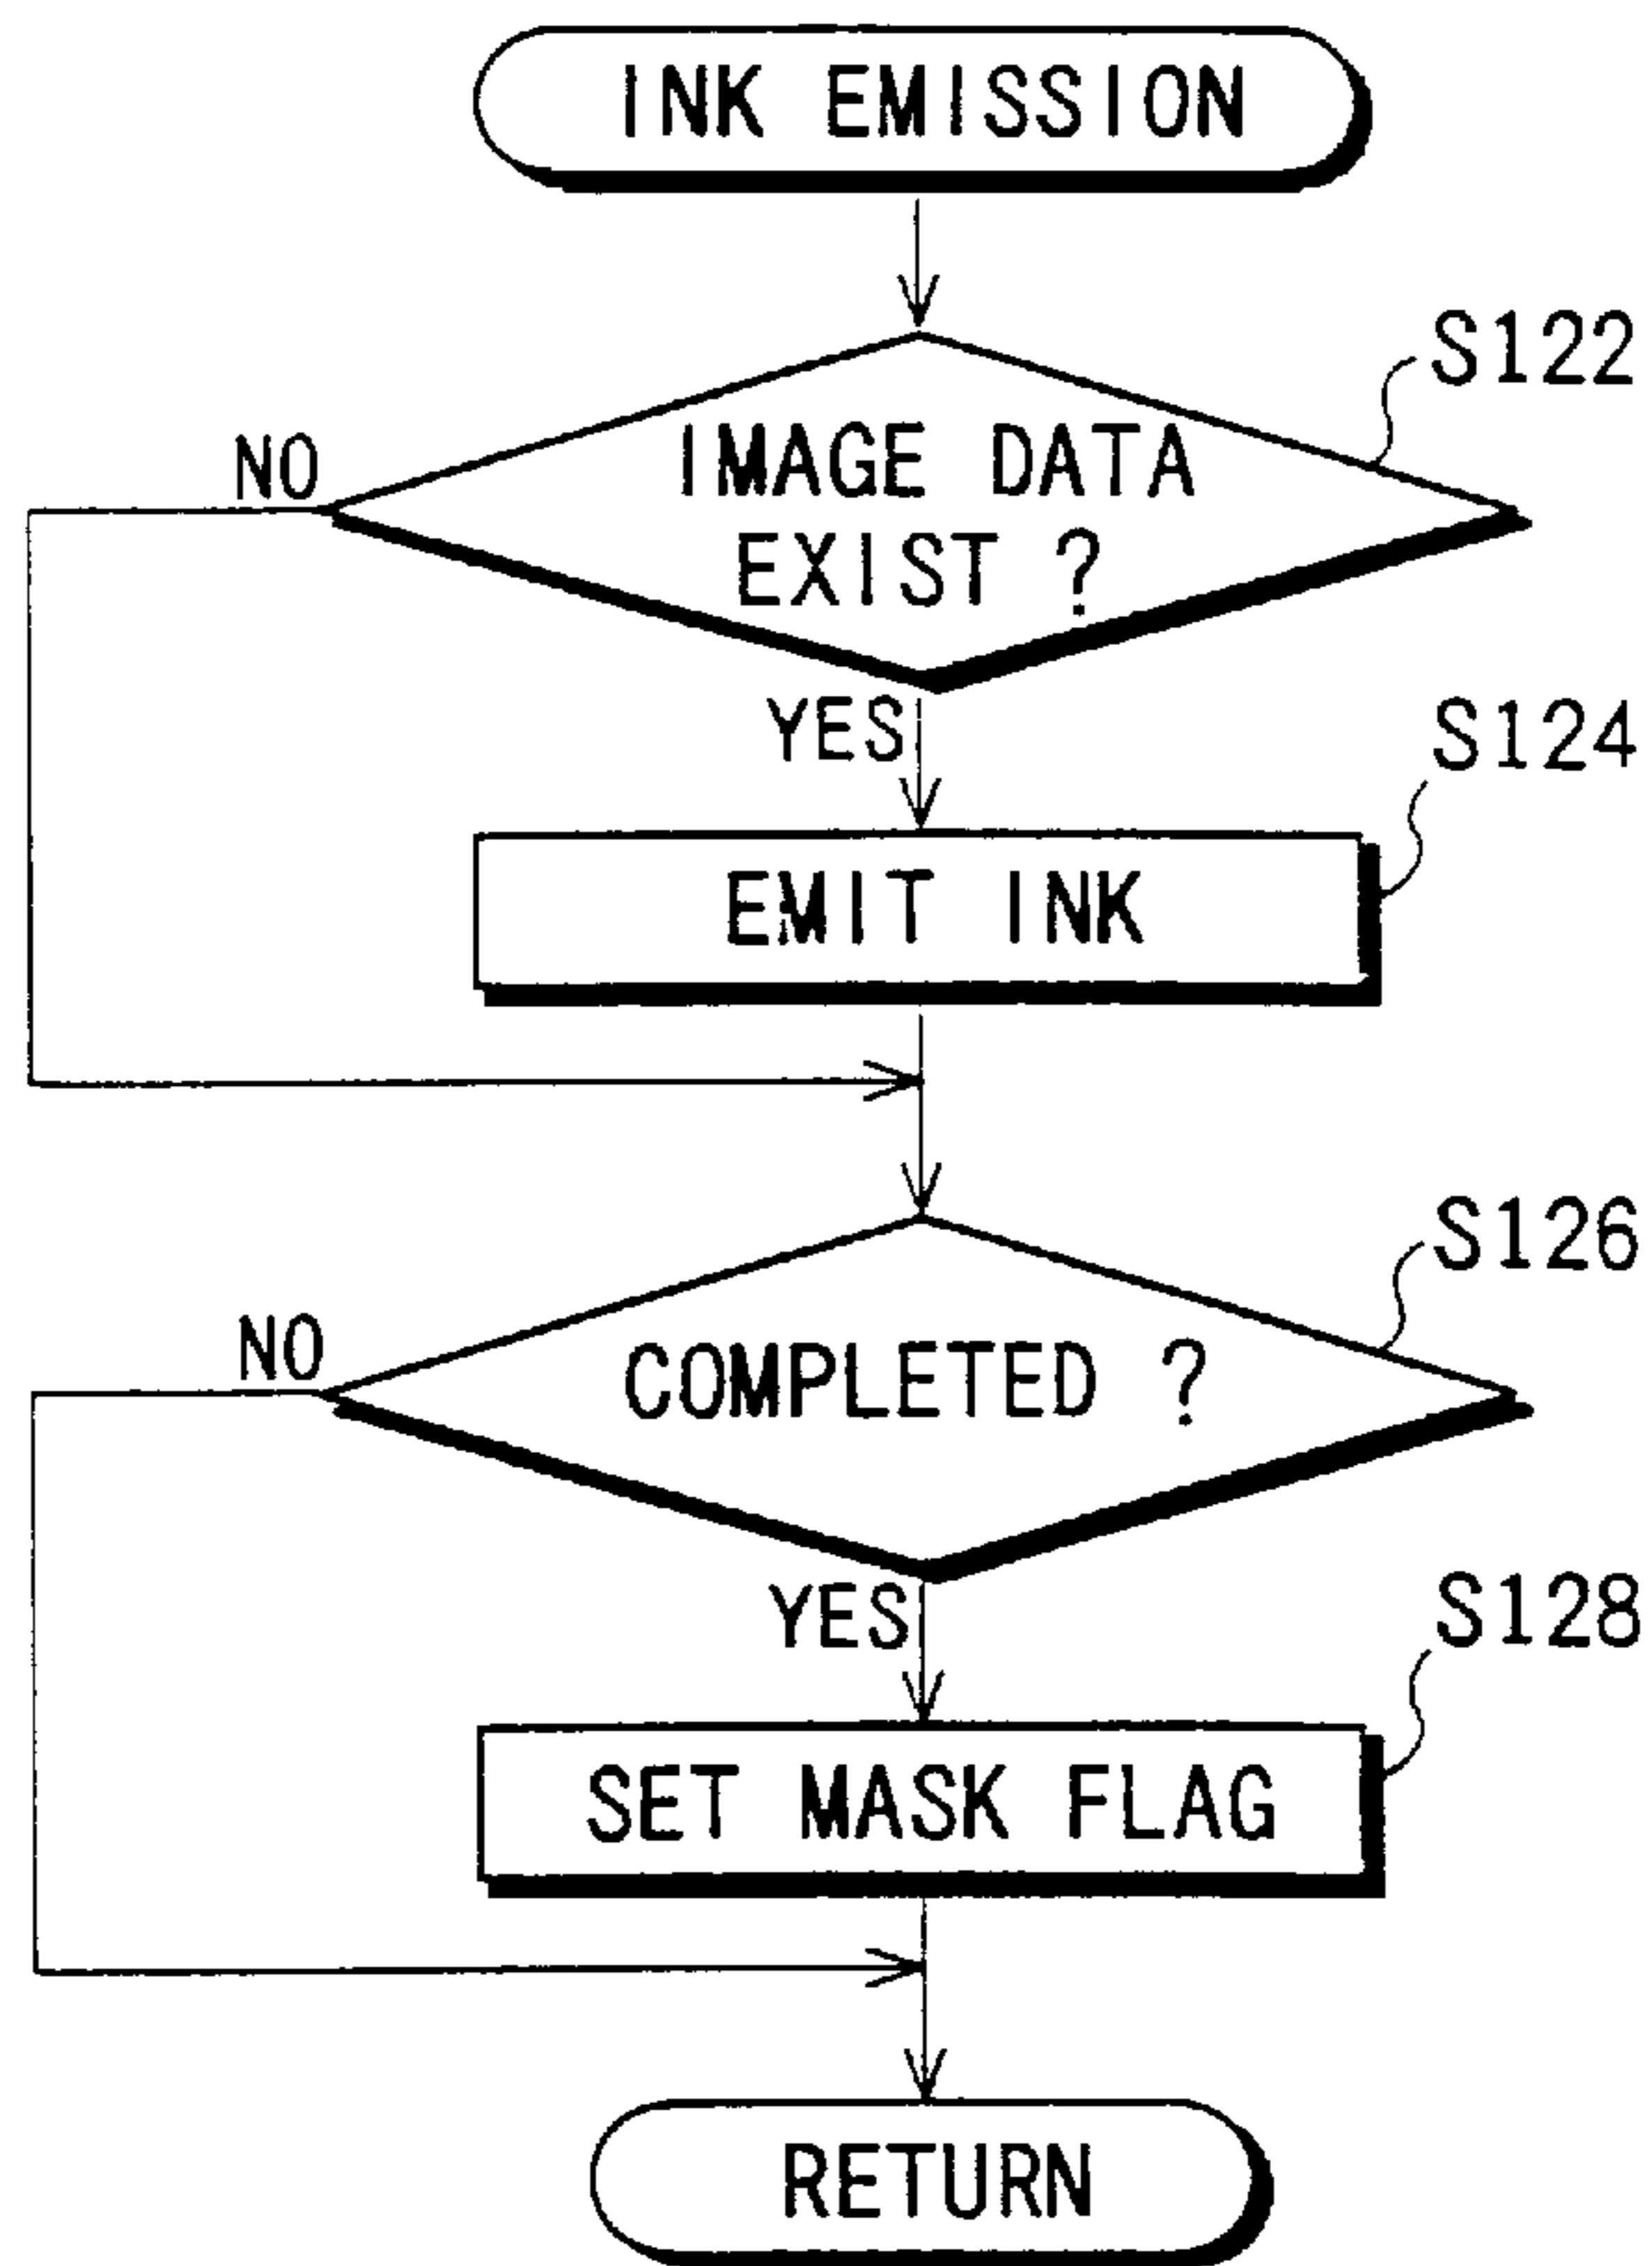 INK EMISSION
S122
IMAGE DATA
EXIST ?
NO
YES
S124
EMIT INK
S126
COMPLETED ?
NO
YES
S128
SET MASK FLAG
RETURN